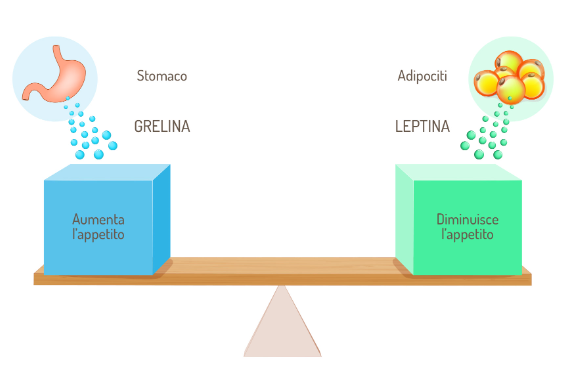 Stomaco
GRELINA
Aumenta
l'appetito
Adipociti
LEPTINA
Diminuisce
l'appetito